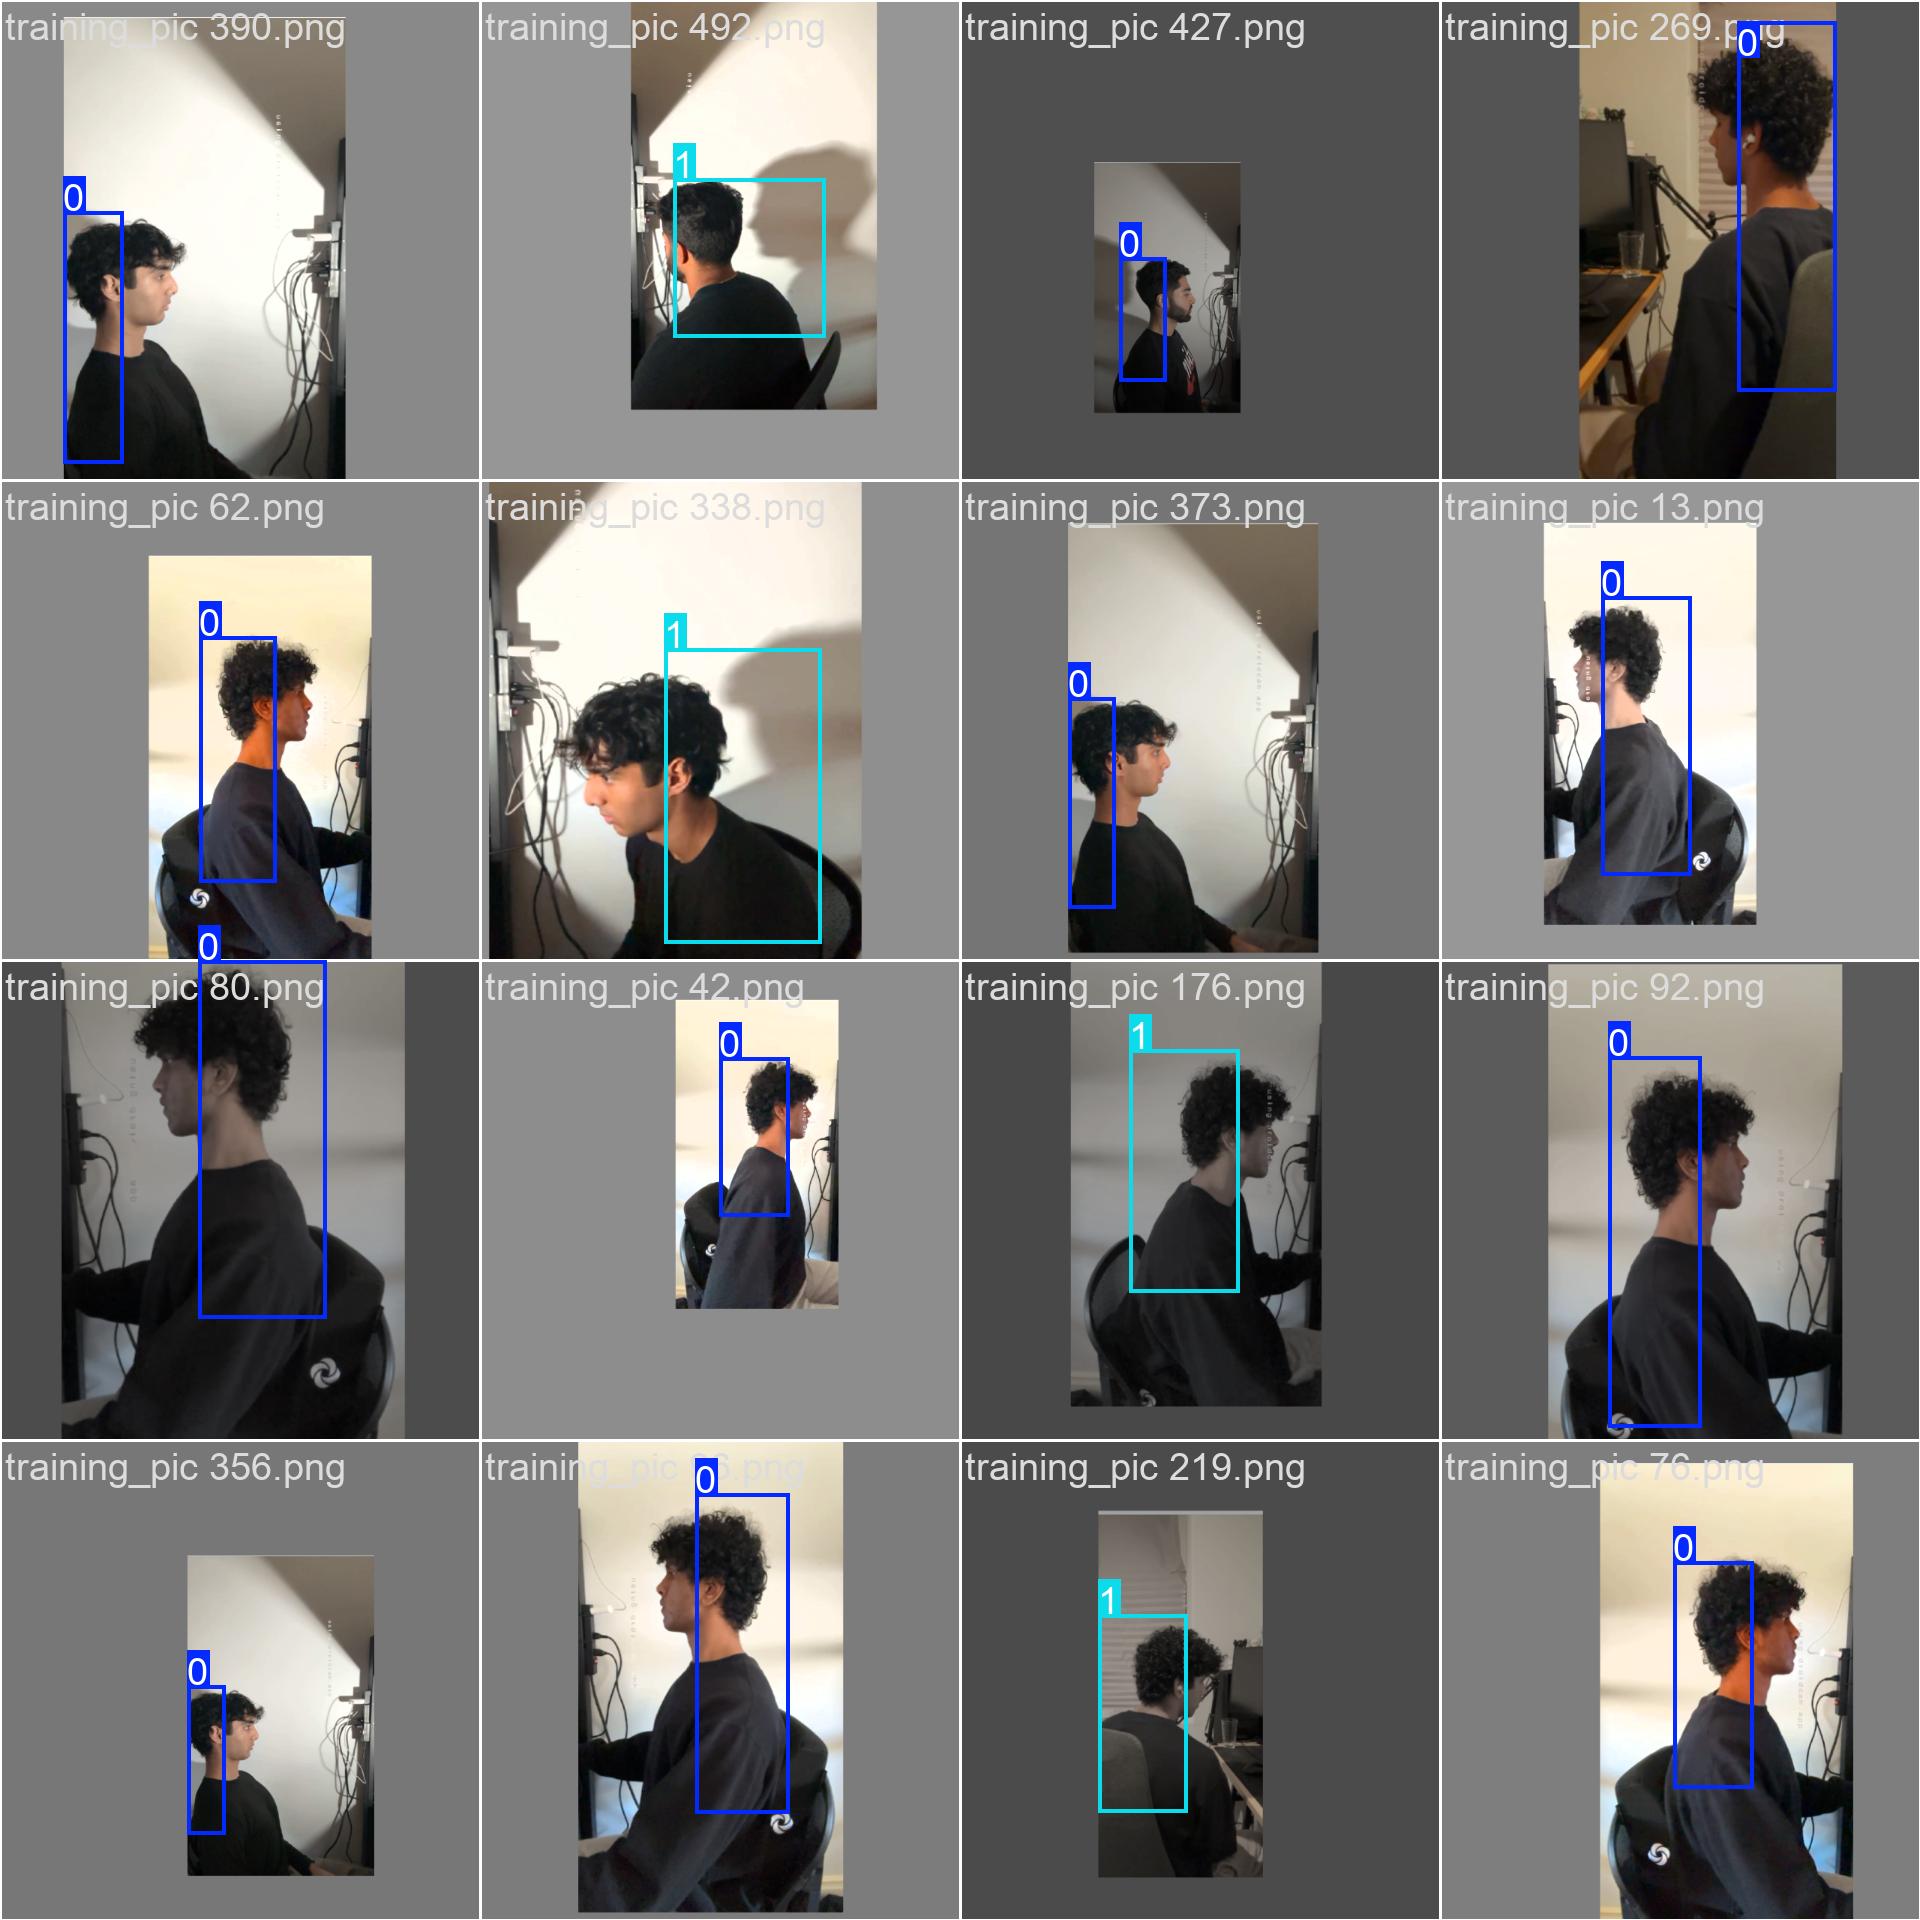 training_pic 390.png
0
training_pic 492.png
1
training_pic 427.png
0
training_pic 269.png
0
training_pic 62.png
0
training_pic 338.png
1
training_pic 373.png
0
training_pic 13.png
0
training_pic 80.png
0
training_pic 42.png
0
training_pic 176.png
1
training_pic 92.png
0
training_pic 356.png
0
training_pic
0
training_pic 219.png
1
training_pic 76.png
0